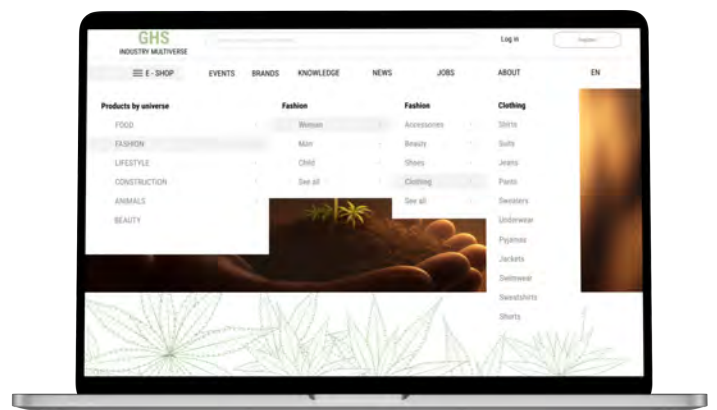 GHS
INDUSTRY MULTIVERSE
Log in
E - SHOP
EVENTS
BRANDS
KNOWLEDGE
NEWS
JOBS
ABOUT
EN
Products by universe
FOOD
FASHION
LIFESTYLE
CONSTRUCTION
ANIMALS
BEAUTY
Fashion
Woman
Man
Child
See all
Fashion
Accessories
Beauty
Shoes
Clothing
See all
Clothing
Shirts
Suits
Jeans
Pants
Sweaters
Underwear
Pyjamas
Jackets
Swimwear
Sweatshirts
Shorts